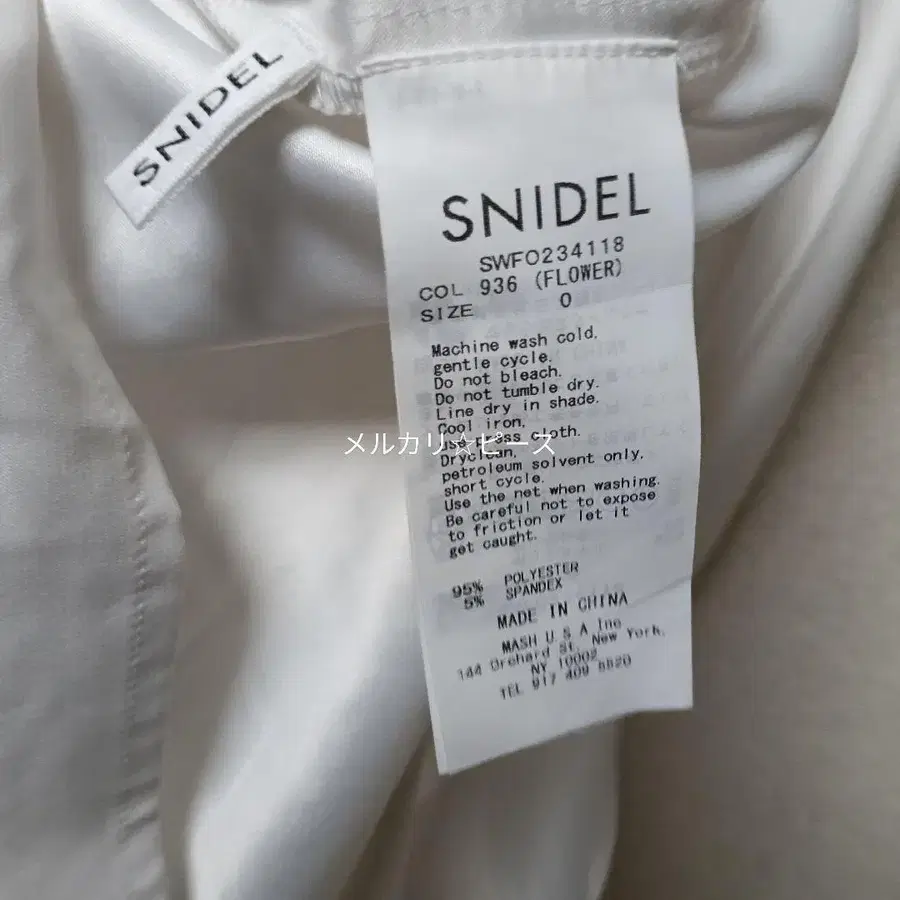 SNIDEL
SNIDEL
SWFO234118
COL 936 (FLOWER)
SIZE 0
Machine wash cold,
gentle cycle.
Do not bleach.
Do not tumble dry.
Line dry in shade.
Cool iron,
use press cloth.
Dryclean,
petroleum solvent only,
short cycle.
Use the net when washing.
Be careful not to expose
to friction or let it
get caught.
95% POLYESTER
5% SPANDEX
MADE IN CHINA
MASH U S A Inc
144 Orchard St, New York,
NY 10002
TEL 917 409 5520
メルカリ☆ピース